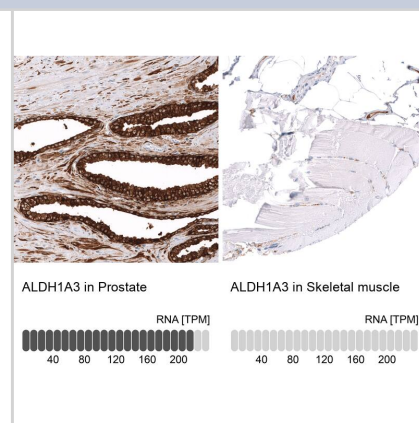 ALDH1A3 in Prostate
RNA [TPM]
40 80 120 160 200
ALDH1A3 in Skeletal muscle
RNA [TPM]
40 80 120 160 200